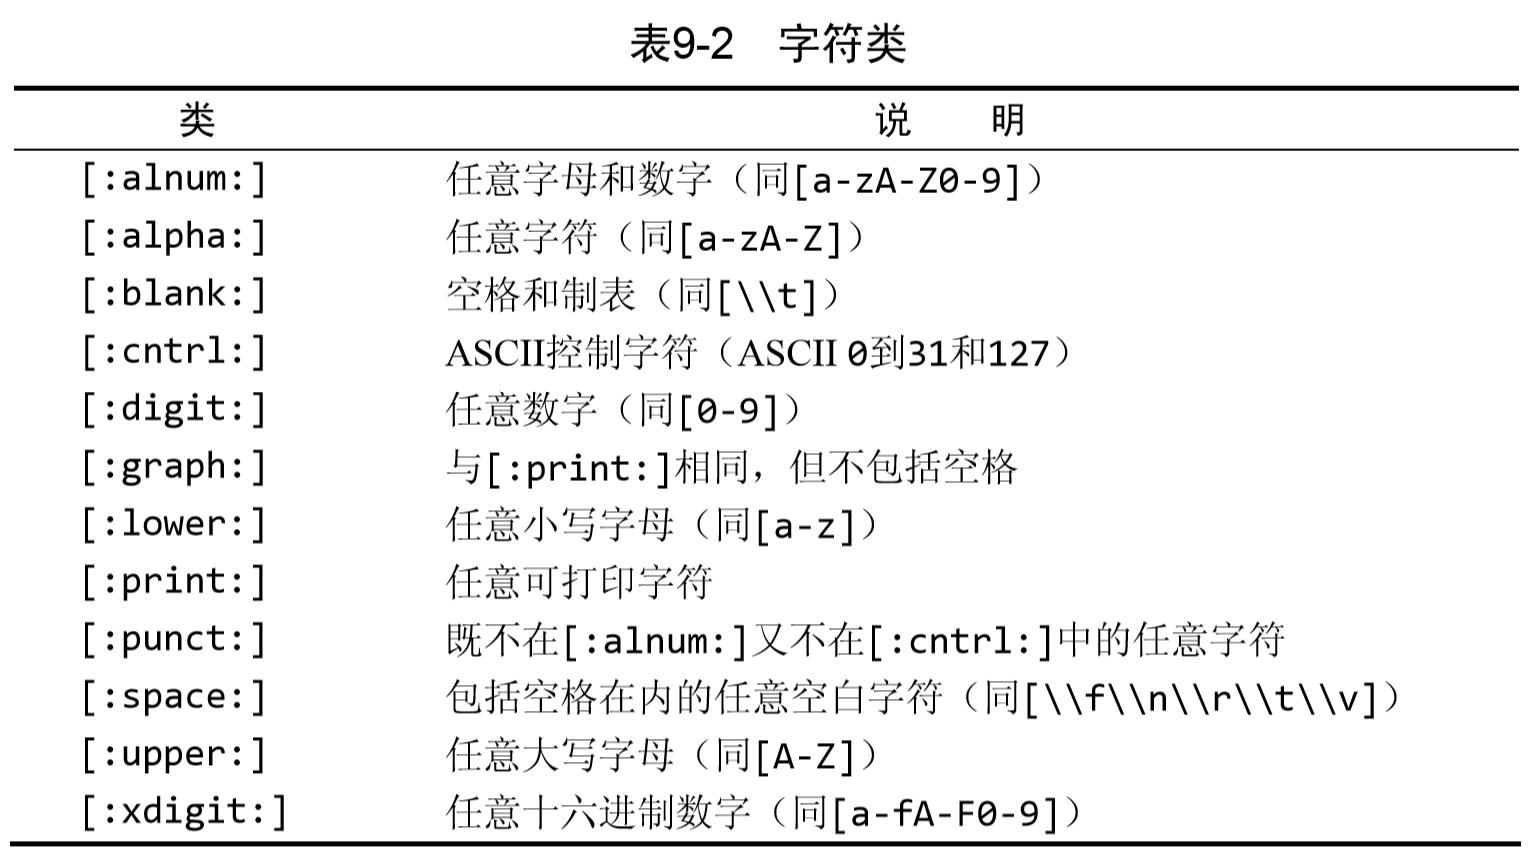 表9-2 字符类
类 说 明
[:alnum:] 任意字母和数字（同[a-zA-Z0-9]）
[:alpha:] 任意字符（同[a-zA-Z]）
[:blank:] 空格和制表（同[\\t]）
[:cntrl:] ASCII控制字符（ASCII 0到31和127）
[:digit:] 任意数字（同[0-9]）
[:graph:] 与[:print:]相同，但不包括空格
[:lower:] 任意小写字母（同[a-z]）
[:print:] 任意可打印字符
[:punct:] 既不在[:alnum:]又不在[:cntrl:]中的任意字符
[:space:] 包括空格在内的任意空白字符（同[\\f\\n\\r\\t\\v]）
[:upper:] 任意大写字母（同[A-Z]）
[:xdigit:] 任意十六进制数字（同[a-fA-F0-9]）